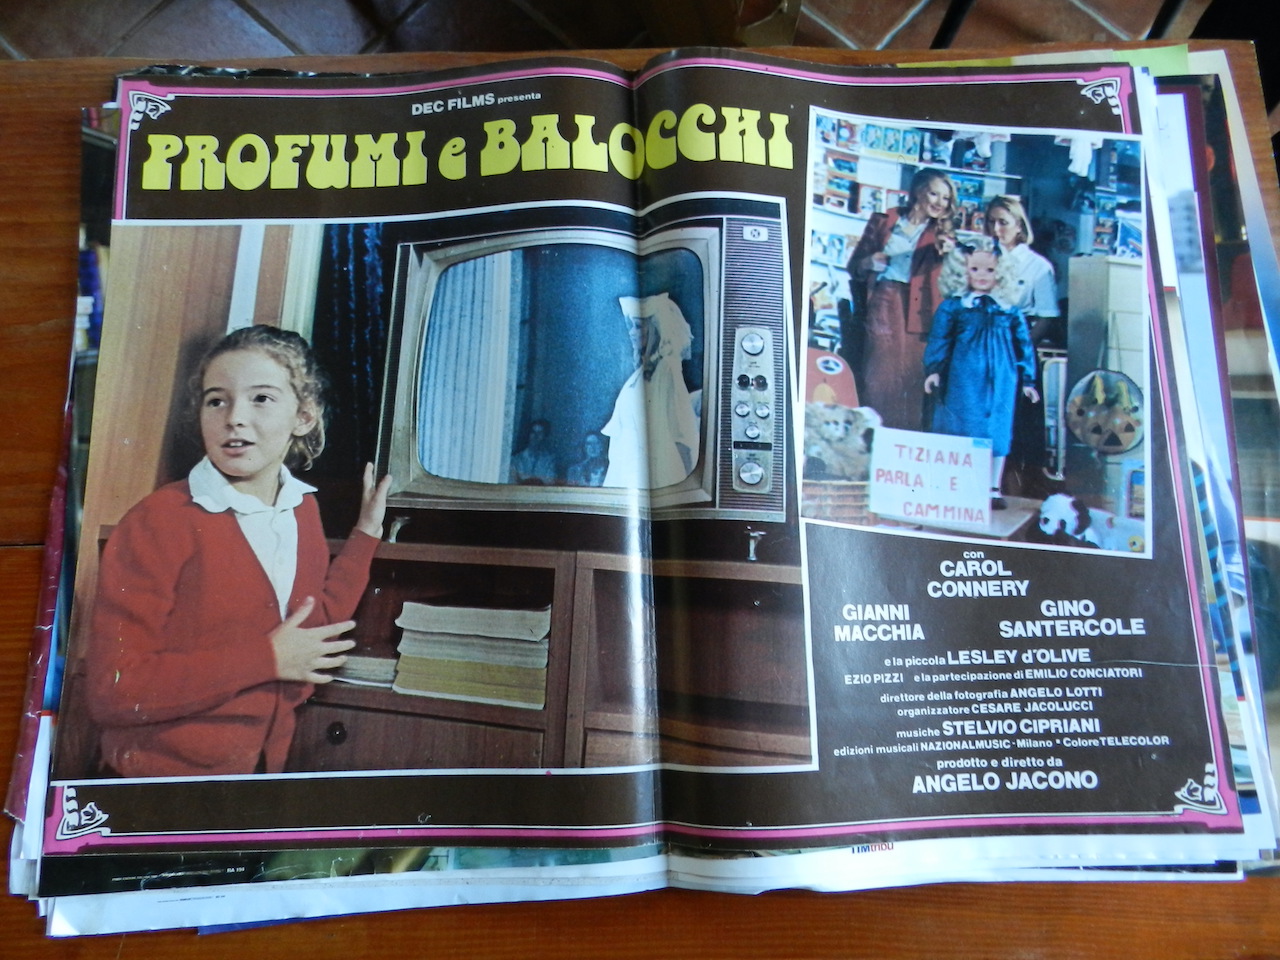 DEC FILMS presenta
PROFUMI e BALOCCHI
TIZIANA
PARLA .. E
CAMMINA
con
CAROL
CONNERY
GIANNI
MACCHIA
GINO
SANTERCOLE
e la piccola LESLEY d'OLIVE
EZIO PIZZI e la partecipazione di EMILIO CONCIATORI
direttore della fotografia ANGELO LOTTI
organizzatore CESARE JACOLUCCI
musiche STELVIO CIPRIANI
edizioni musicali NAZIONALMUSIC - Milano • Colore TELECOLOR
prodotto e diretto da
ANGELO JACONO
TIMtribù